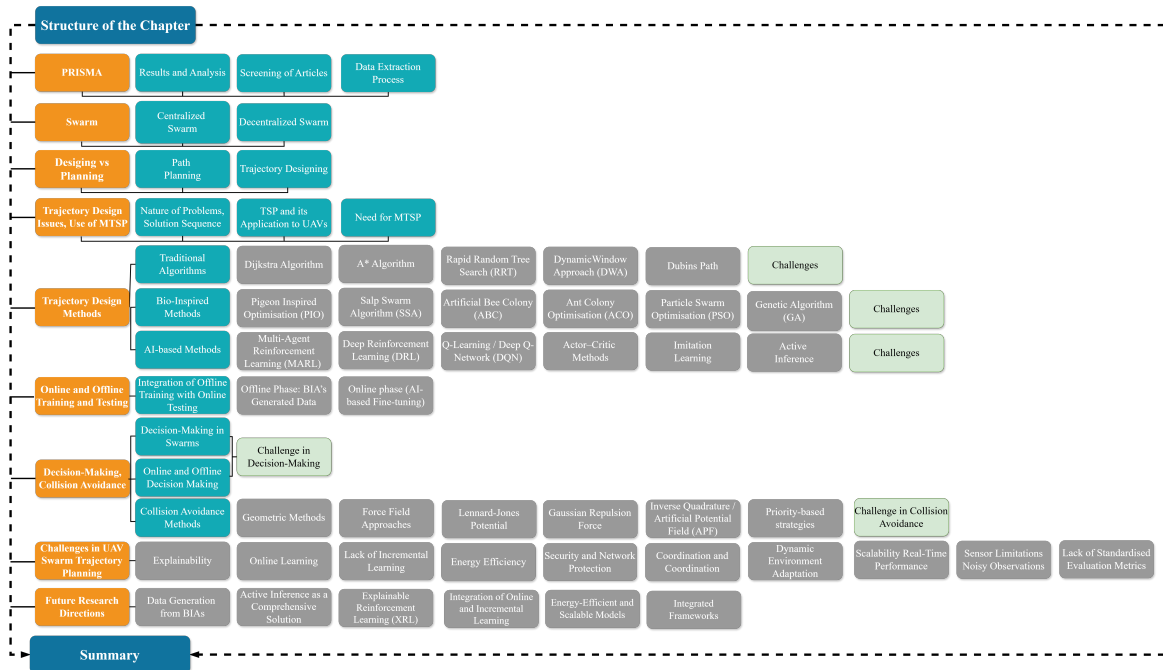 Structure of the Chapter
PRISMA
Results and Analysis
Screening of Articles
Data Extraction
Process
Swarm
Centralized
Swarm
Decentralized Swarm
Desiging vs
Planning
Path
Planning
Trajectory Designing
Trajectory Design
Issues, Use of MTSP
Nature of Problems,
Solution Sequence
TSP and its
Application to UAVs
Need for MTSP
Trajectory Design
Methods
Traditional
Algorithms
Dijkstra Algorithm
A* Algorithm
Rapid Random Tree
Search (RRT)
DynamicWindow
Approach (DWA)
Dubins Path
Challenges
Bio-Inspired
Methods
Pigeon Inspired
Optimisation (PIO)
Salp Swarm
Algorithm (SSA)
Artificial Bee Colony
(ABC)
Ant Colony
Optimisation (ACO)
Particle Swarm
Optimisation (PSO)
Genetic Algorithm
(GA)
Challenges
AI-based Methods
Multi-Agent
Reinforcement
Learning (MARL)
Deep Reinforcement
Learning (DRL)
Q-Learning / Deep Q-
Network (DQN)
Actor–Critic
Methods
Imitation
Learning
Active
Inference
Challenges
Online and Offline
Training and Testing
Integration of Offline
Training with Online
Testing
Offline Phase: BIA's
Generated Data
Online phase (AI-
based Fine-tuning)
Decision-Making,
Collision Avoidance
Decision-Making in
Swarms
Online and Offline
Decision Making
Challenge in
Decision-Making
Collision Avoidance
Methods
Geometric Methods
Force Field
Approaches
Lennard-Jones
Potential
Gaussian Repulsion
Force
Inverse Quadrature /
Artificial Potential
Field (APF)
Priority-based
strategies
Challenge in Collision
Avoidance
Challenges in UAV
Swarm Trajectory
Planning
Explainability
Online Learning
Lack of Incremental
Learning
Energy Efficiency
Security and Network
Protection
Coordination and
Coordination
Dynamic
Environment
Adaptation
Scalability Real-Time
Performance
Sensor Limitations
Noisy Observations
Lack of Standardised
Evaluation Metrics
Future Research
Directions
Data Generation
from BIAs
Active Inference as a
Comprehensive
Solution
Explainable
Reinforcement
Learning (XRL)
Integration of Online
and Incremental
Learning
Energy-Efficient and
Scalable Models
Integrated
Frameworks
Summary